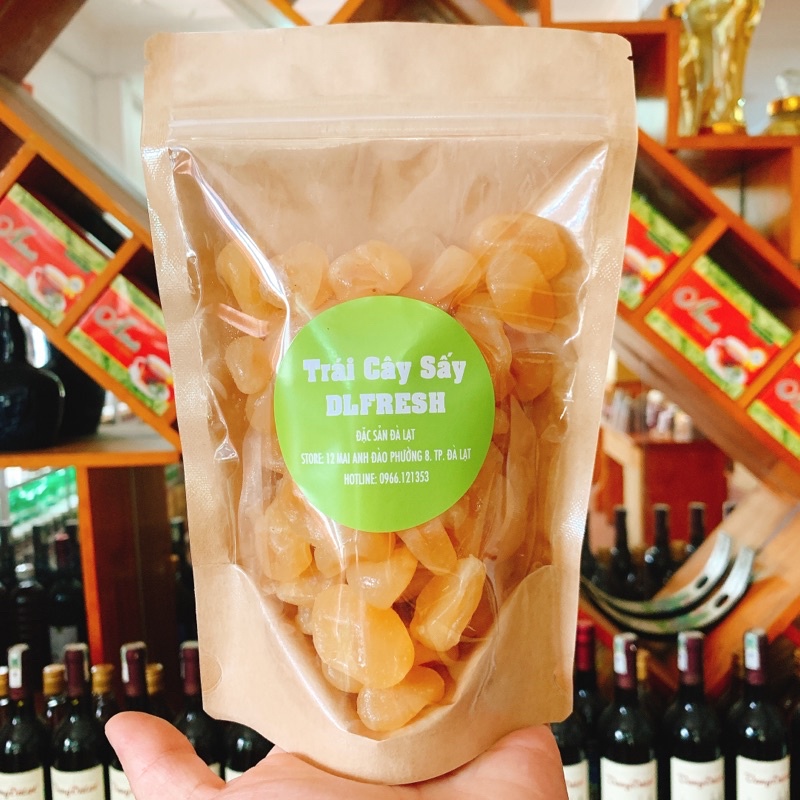 Trái Cây Sấy
DLFRESH
ĐẶC SẢN ĐÀ LẠT
STORE: 12 MAI ANH ĐÀO PHƯỜNG 8. TP. ĐÀ LẠT
HOTLINE: 0966.121353